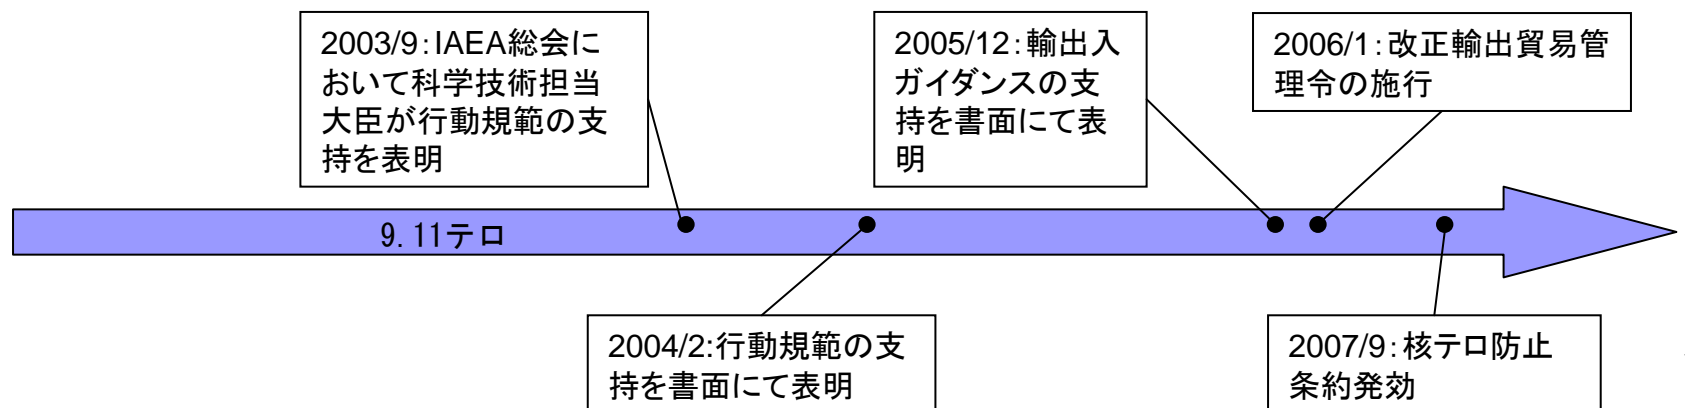 2003/9：IAEA総会に
おいて科学技術担当
大臣が行動規範の支
持を表明
2005/12：輸出入
ガイダンスの支
持を書面にて表
明
2006/1：改正輸出貿易管
理令の施行
9.11テロ
2004/2:行動規範の支
持を書面にて表明
2007/9：核テロ防止
条約発効